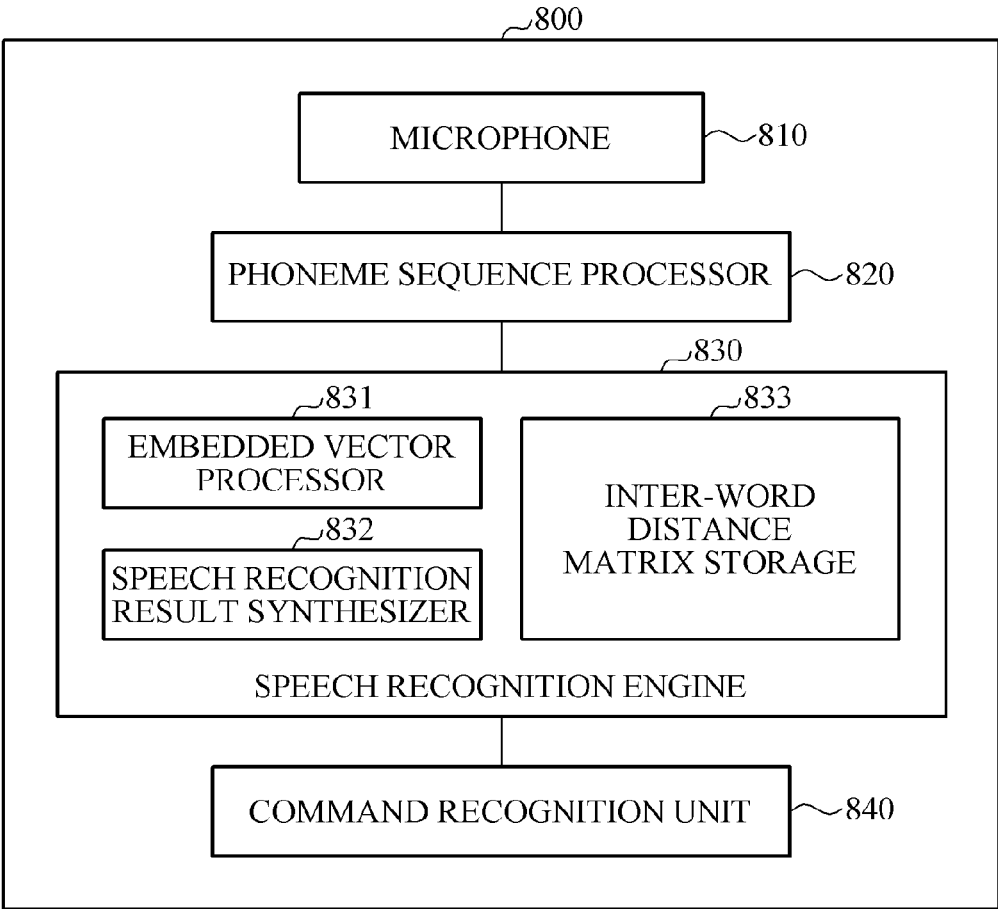 800
MICROPHONE
810
PHONEME SEQUENCE PROCESSOR
820
830
831
EMBEDDED VECTOR
PROCESSOR
832
SPEECH RECOGNITION
RESULT SYNTHESIZER
833
INTER-WORD
DISTANCE
MATRIX STORAGE
SPEECH RECOGNITION ENGINE
COMMAND RECOGNITION UNIT
840